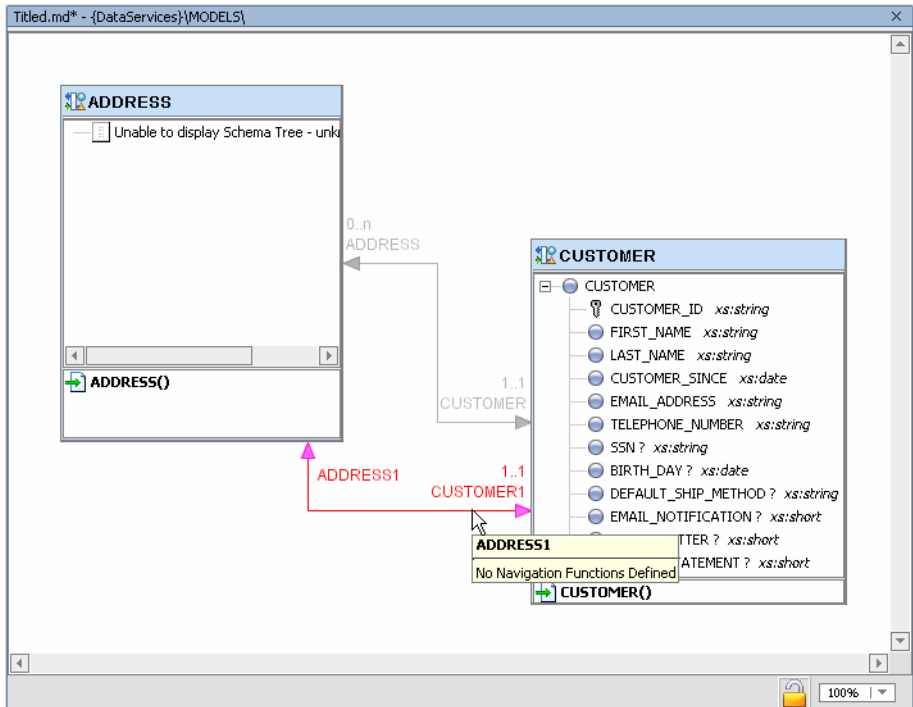 Titled.md* - {DataServices}\MODELS\
ADDRESS
Unable to display Schema Tree - unk
ADDRESS()
0..n
ADDRESS
1..1
CUSTOMER
ADDRESS1
1..1
CUSTOMER1
CUSTOMER
CUSTOMER
CUSTOMER_ID xs:string
FIRST_NAME xs:string
LAST_NAME xs:string
CUSTOMER_SINCE xs:date
EMAIL_ADDRESS xs:string
TELEPHONE_NUMBER xs:string
SSN ? xs:string
BIRTH_DAY ? xs:date
DEFAULT_SHIP_METHOD ? xs:string
EMAIL_NOTIFICATION ? xs:short
TTER ? xs:short
ATEMENT ? xs:short
CUSTOMER()
ADDRESS1
No Navigation Functions Defined
100%